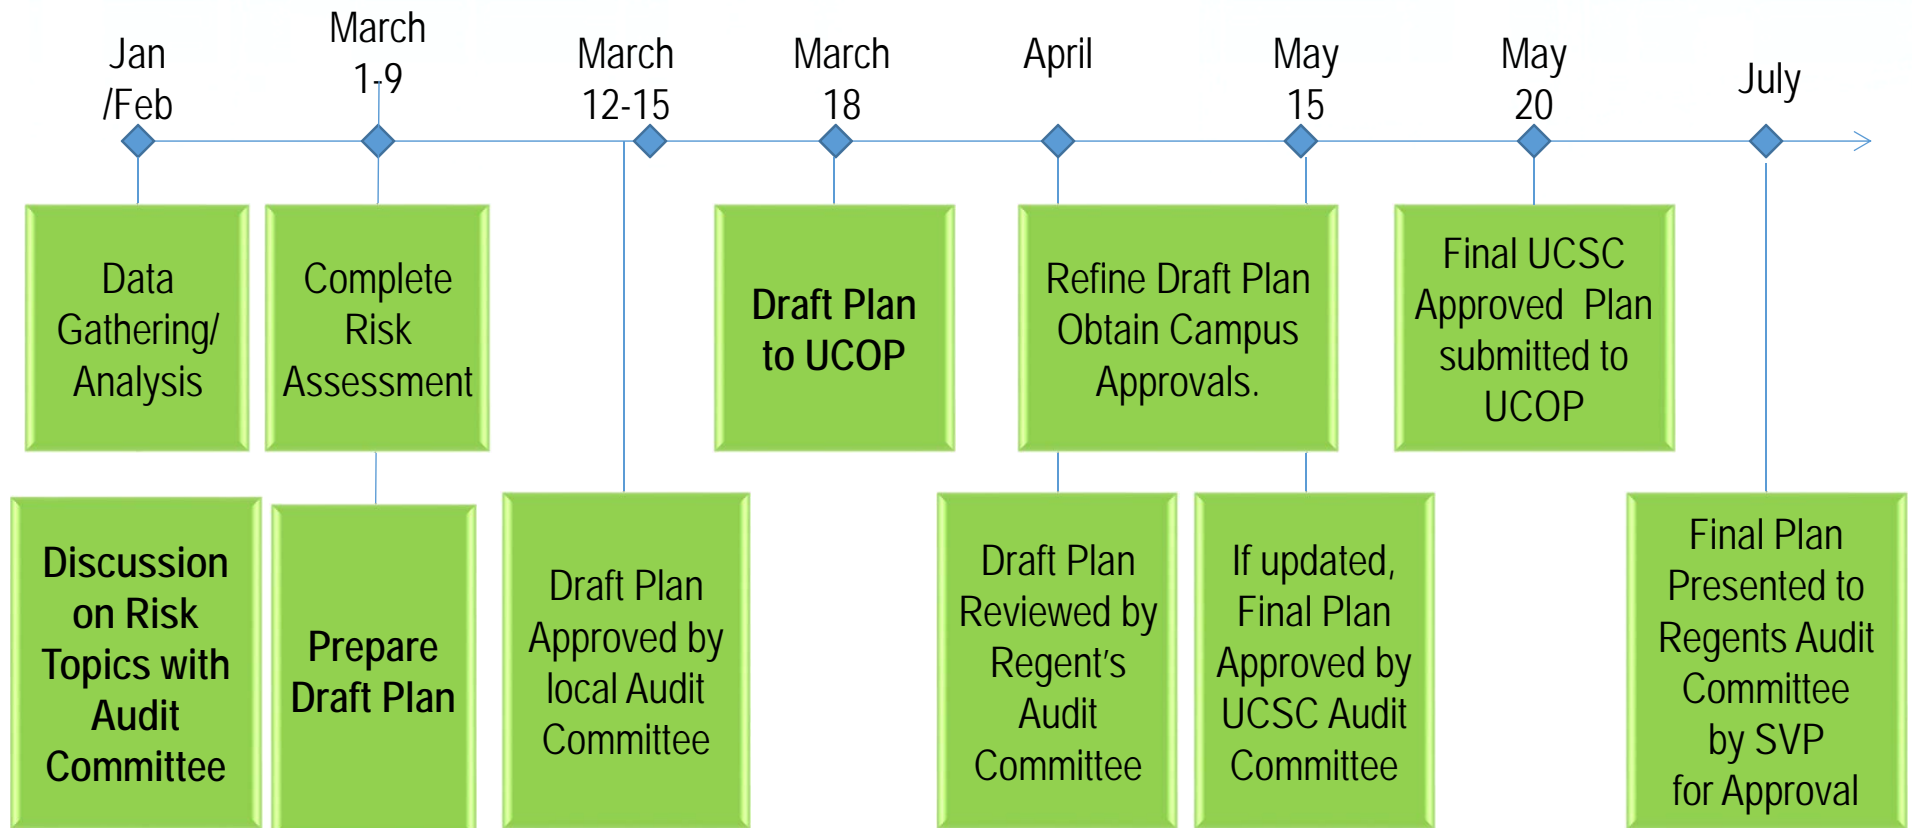 Jan
/Feb
March
1-9
March
12-15
March
18
April
May
15
May
20
July
Data
Gathering/
Analysis
Complete
Risk
Assessment
Draft Plan
to UCOP
Refine Draft Plan
Obtain Campus
Approvals.
Final UCSC
Approved Plan
submitted to
UCOP
Discussion
on Risk
Topics with
Audit
Committee
Prepare
Draft Plan
Draft Plan
Approved by
local Audit
Committee
Draft Plan
Reviewed by
Regent’s
Audit
Committee
If updated,
Final Plan
Approved by
UCSC Audit
Committee
Final Plan
Presented to
Regents Audit
Committee
by SVP
for Approval